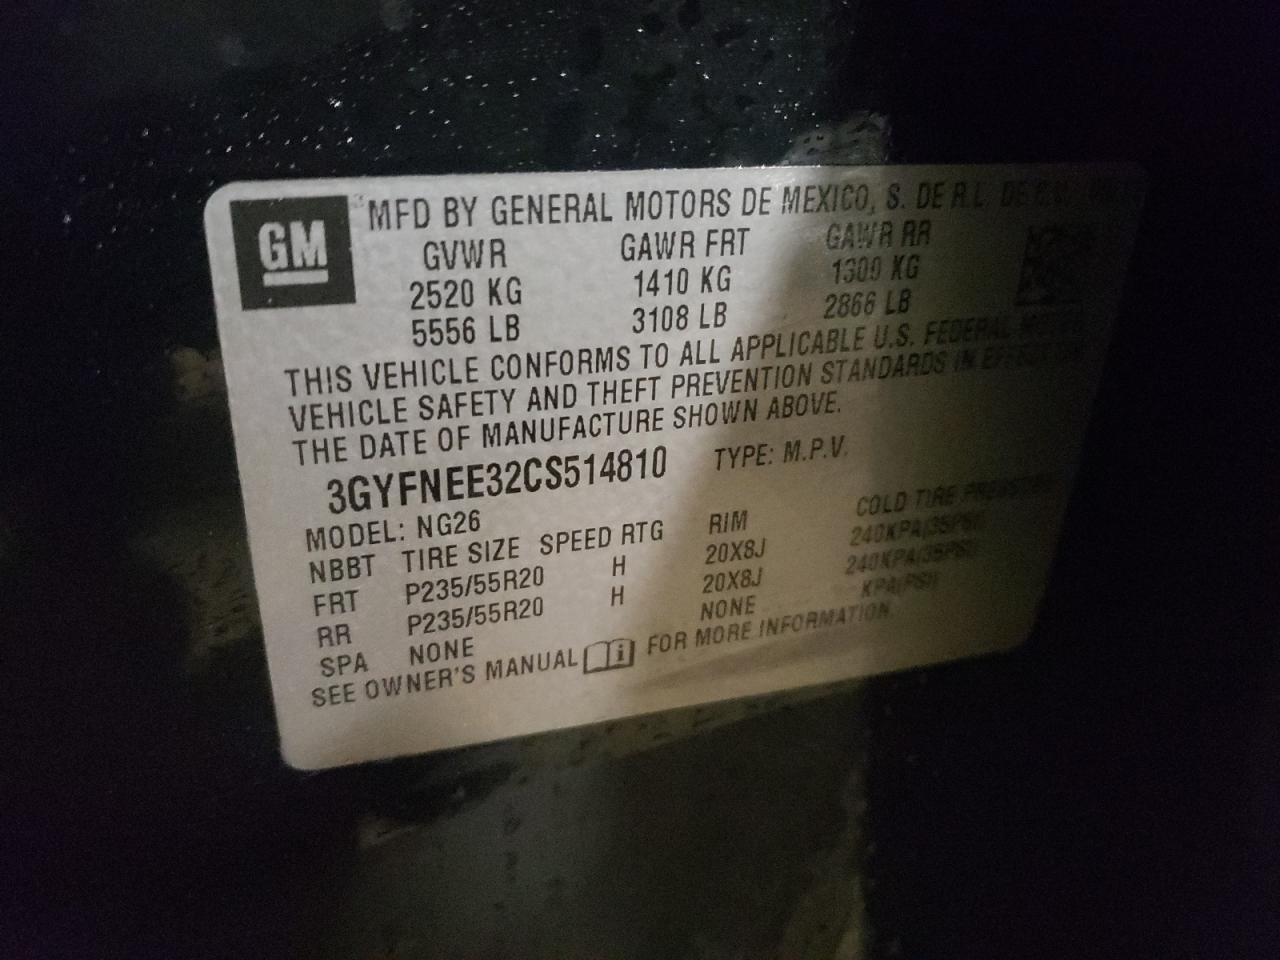 GM
MFD BY GENERAL MOTORS DE MEXICO, S. DE R.L. DE C.V.
GVWR GAWR FRT GAWR RR
2520 KG 1410 KG 1300 KG
5556 LB 3108 LB 2866 LB
THIS VEHICLE CONFORMS TO ALL APPLICABLE U.S. FEDERAL MOTOR
VEHICLE SAFETY AND THEFT PREVENTION STANDARDS IN EFFECT ON
THE DATE OF MANUFACTURE SHOWN ABOVE.
3GYFNEE32CS514810 TYPE: M.P.V.
MODEL: NG26
NBBT TIRE SIZE SPEED RTG RIM COLD TIRE PRESSURE
FRT P235/55R20 H 20X8J 240KPA(35PSI)
RR P235/55R20 H 20X8J 240KPA(35PSI)
SPA NONE NONE KPA(PSI)
SEE OWNER'S MANUAL i FOR MORE INFORMATION.